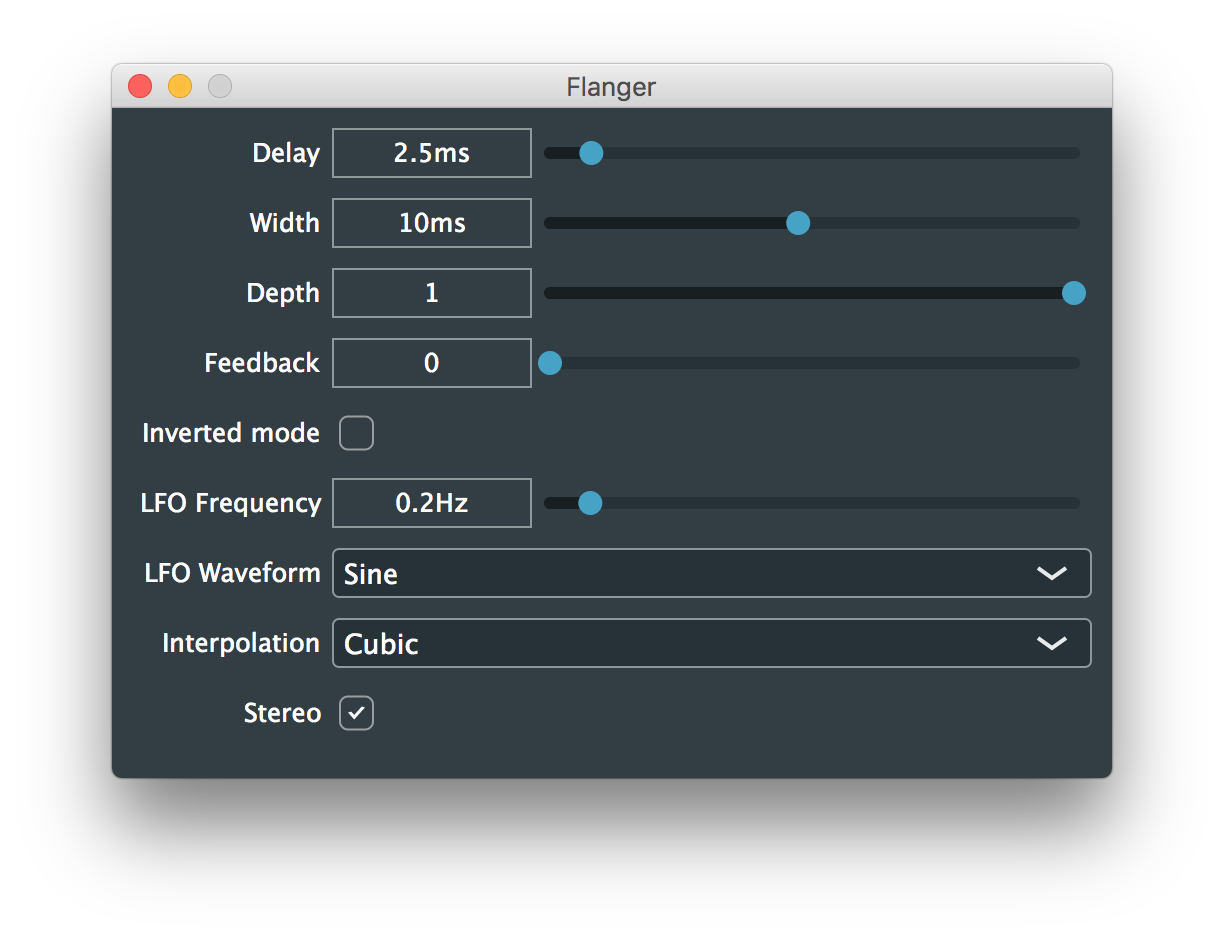 Flanger
Delay 2.5ms
Width 10ms
Depth 1
Feedback 0
Inverted mode
LFO Frequency 0.2Hz
LFO Waveform Sine
Interpolation Cubic
Stereo